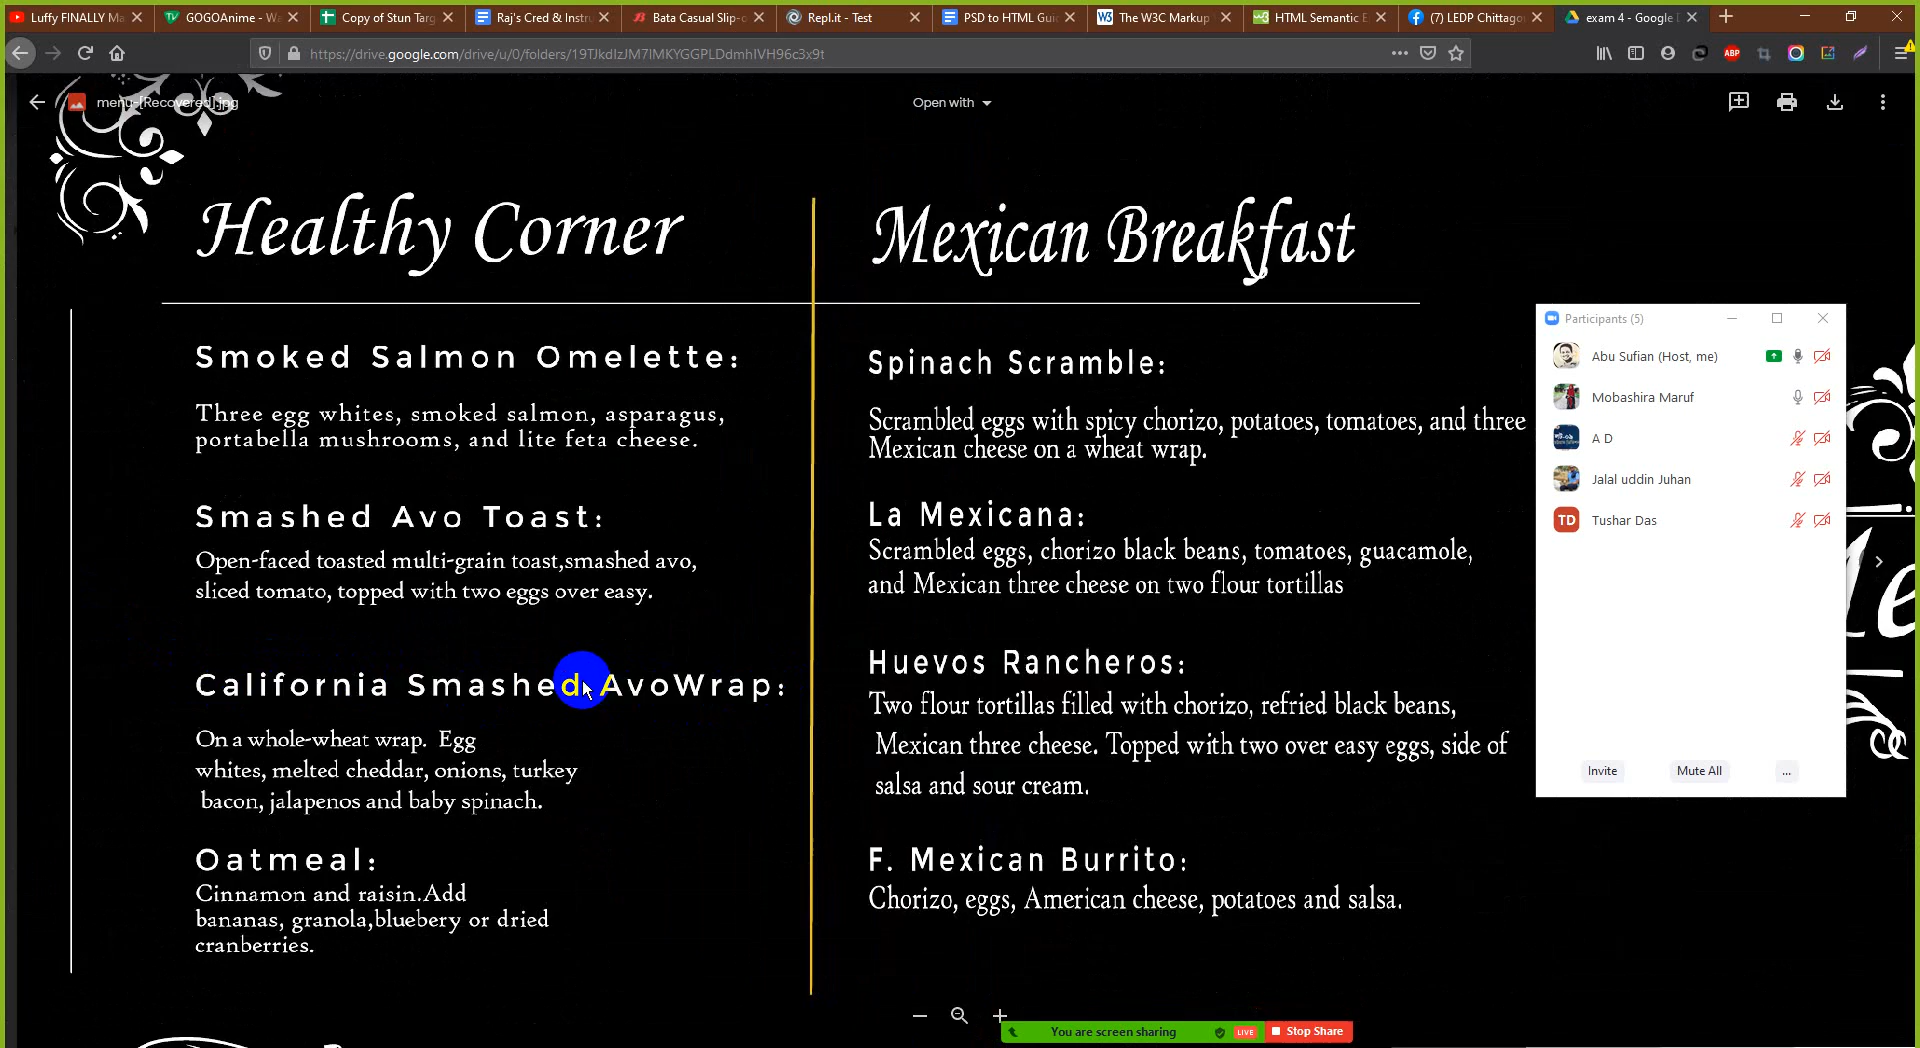 Luffy FINALLY Ma
GOGOAnime - Wa
Copy of Stun Targ
Raj's Cred & Instru
Bata Casual Slip-o
Repl.it - Test
PSD to HTML Guid
The W3C Markup V
HTML Semantic E
(7) LEDP Chittagon
exam 4 - Google D
https://drive.google.com/drive/u/0/folders/19TJkdIzJM7IMKYGGPLDdmhIVH96c3x9t
ABP
menu-[Recovered].jpg
Open with
Healthy Corner
Smoked Salmon Omelette:
Three egg whites, smoked salmon, asparagus,
portabella mushrooms, and lite feta cheese.
Smashed Avo Toast:
Open-faced toasted multi-grain toast,smashed avo,
sliced tomato, topped with two eggs over easy.
California Smashed AvoWrap:
On a whole-wheat wrap.  Egg
whites, melted cheddar, onions, turkey
bacon, jalapenos and baby spinach.
Oatmeal:
Cinnamon and raisin.Add
bananas, granola,bluebery or dried
cranberries.
Mexican Breakfast
Spinach Scramble:
Scrambled eggs with spicy chorizo, potatoes, tomatoes, and three
Mexican cheese on a wheat wrap.
La Mexicana:
Scrambled eggs, chorizo black beans, tomatoes, guacamole,
and Mexican three cheese on two flour tortillas
Huevos Rancheros:
Two flour tortillas filled with chorizo, refried black beans,
Mexican three cheese. Topped with two over easy eggs, side of
salsa and sour cream.
F. Mexican Burrito:
Chorizo, eggs, American cheese, potatoes and salsa.
Participants (5)
Abu Sufian (Host, me)
Mobashira Maruf
A D
Jalal uddin Juhan
TD Tushar Das
Invite
Mute All
...
Me
You are screen sharing
LIVE
Stop Share